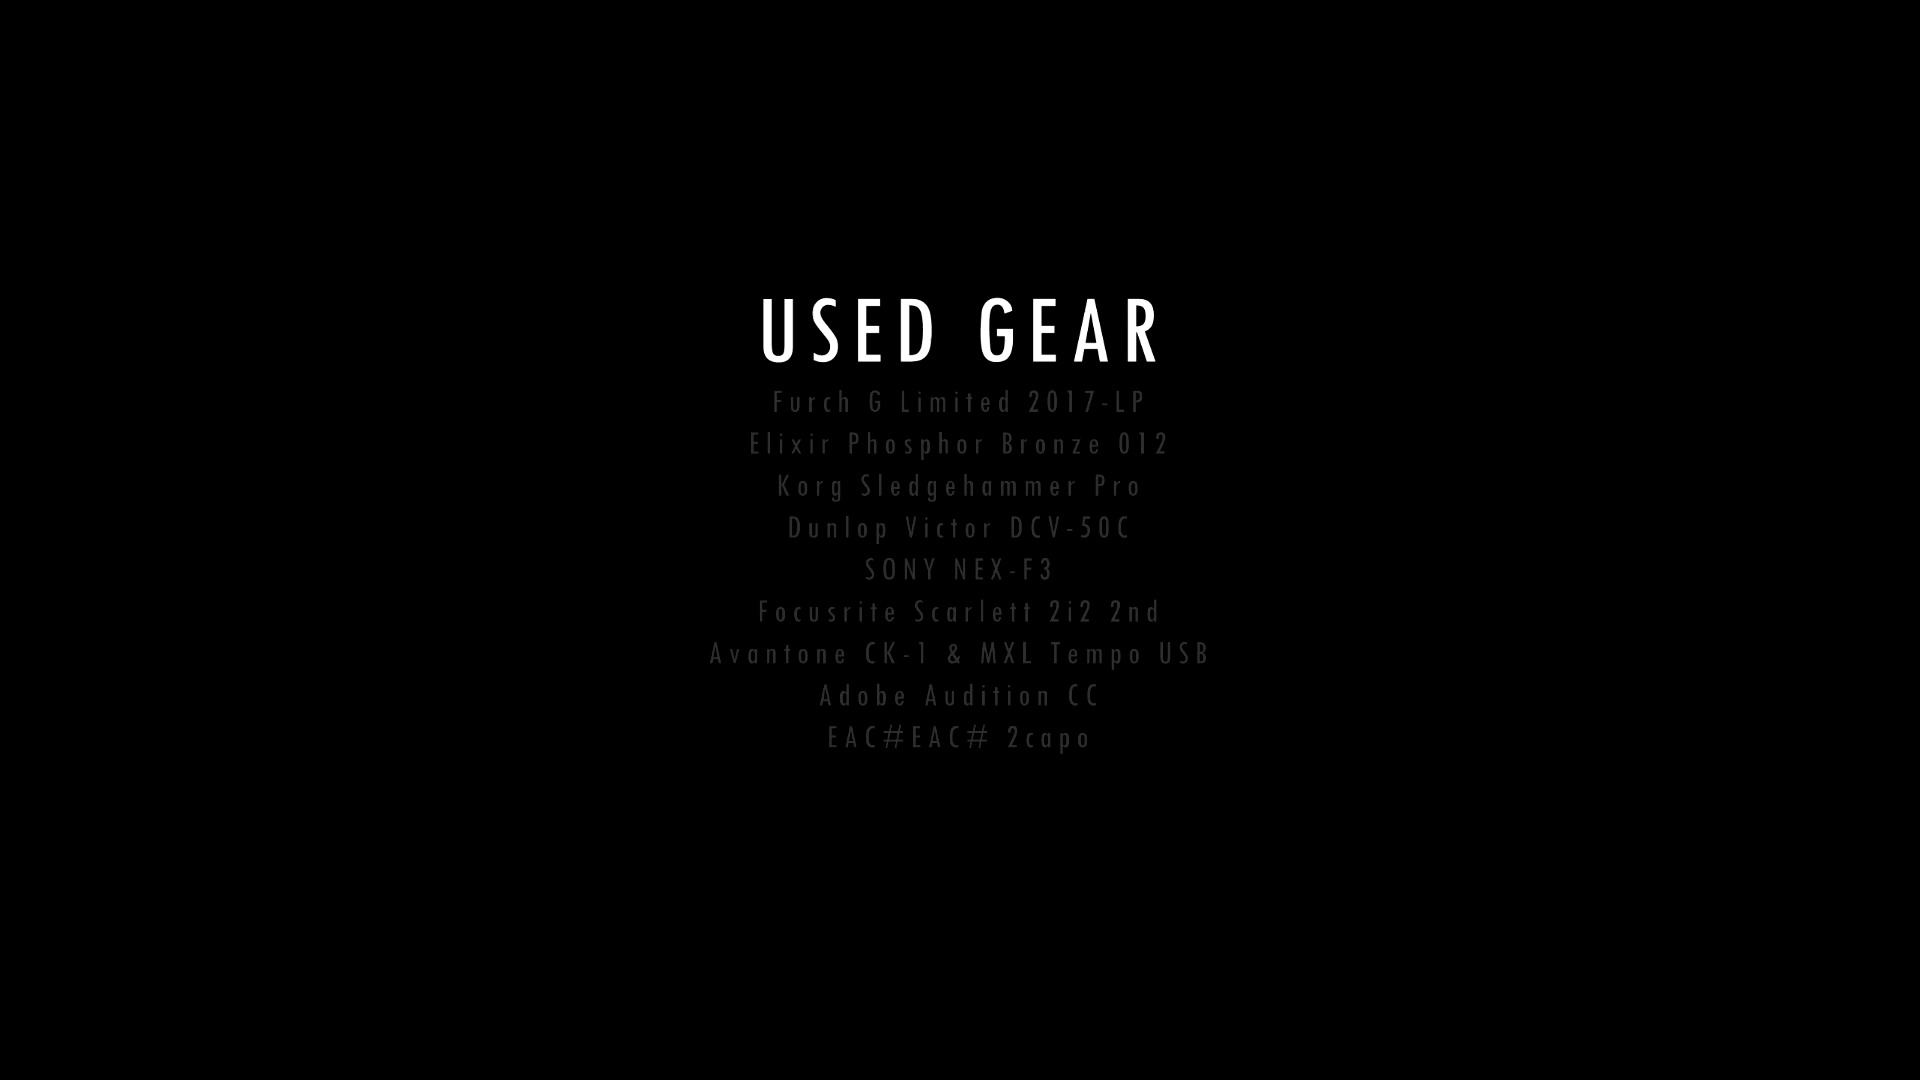 USED GEAR
Furch G Limited 2017-LP
Elixir Phosphor Bronze 012
Korg Sledgehammer Pro
Dunlop Victor DCV-50C
SONY NEX-F3
Focusrite Scarlett 2i2 2nd
Avantone CK-1 & MXL Tempo USB
Adobe Audition CC
EAC#EAC# 2capo